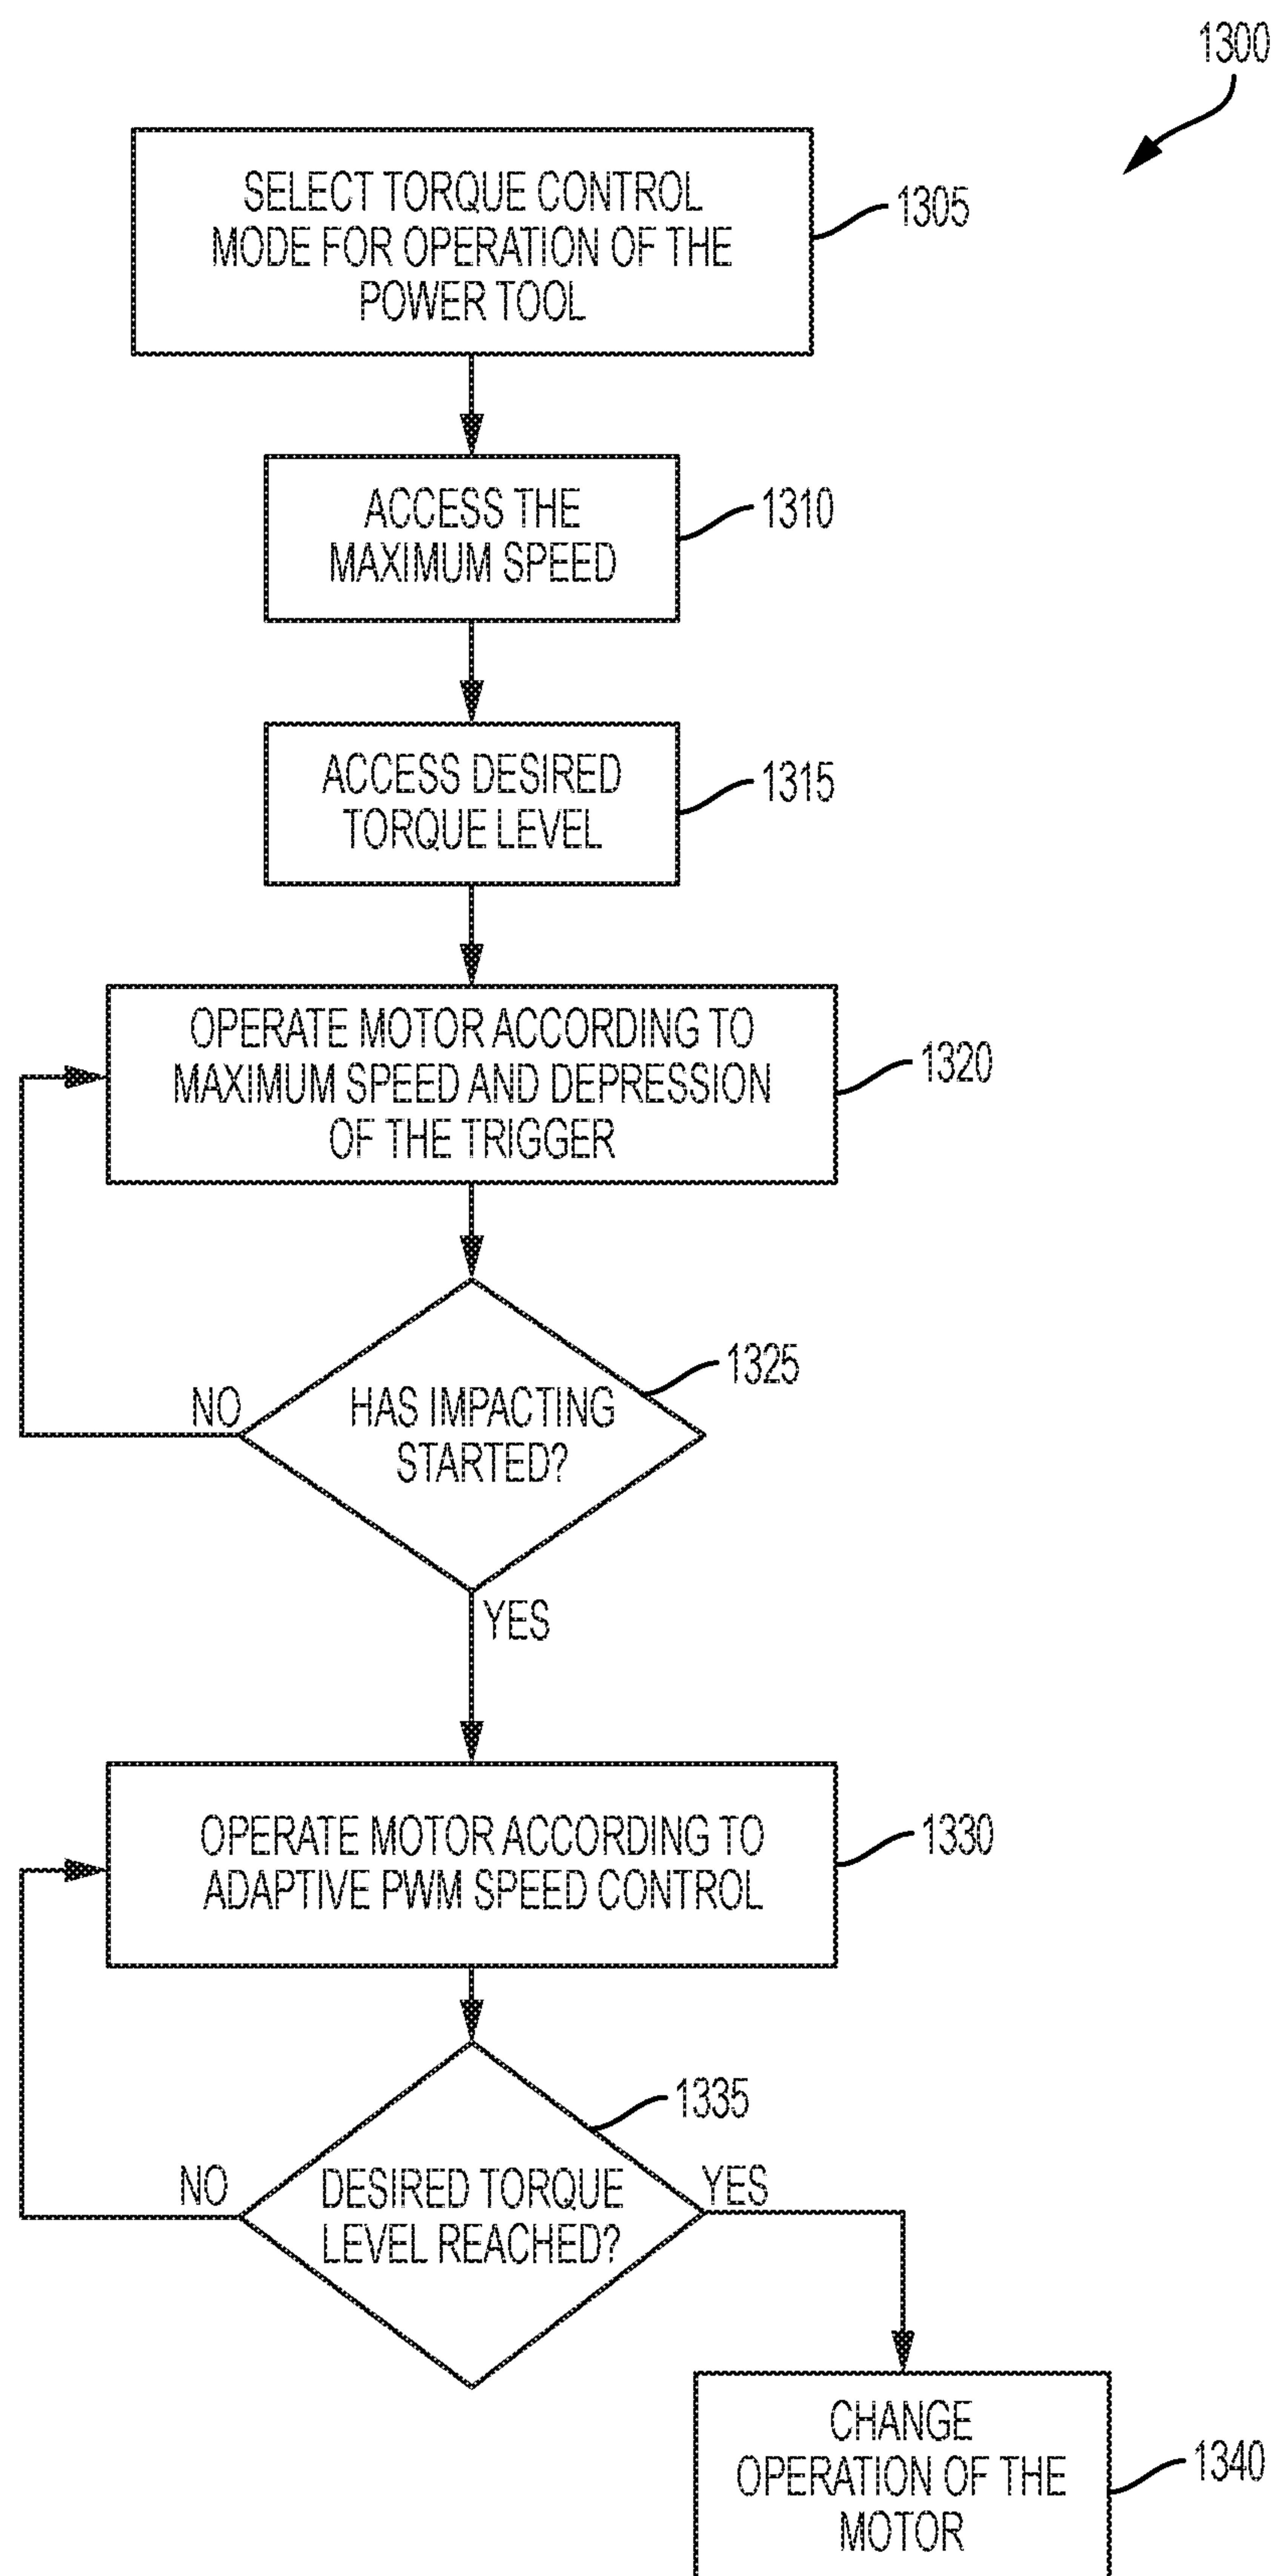 1300
SELECT TORQUE CONTROL
MODE FOR OPERATION OF THE
POWER TOOL
1305
ACCESS THE
MAXIMUM SPEED
1310
ACCESS DESIRED
TORQUE LEVEL
1315
OPERATE MOTOR ACCORDING TO
MAXIMUM SPEED AND DEPRESSION
OF THE TRIGGER
1320
HAS IMPACTING
STARTED?
1325
NO
YES
OPERATE MOTOR ACCORDING TO
ADAPTIVE PWM SPEED CONTROL
1330
DESIRED TORQUE
LEVEL REACHED?
1335
NO
YES
CHANGE
OPERATION OF THE
MOTOR
1340